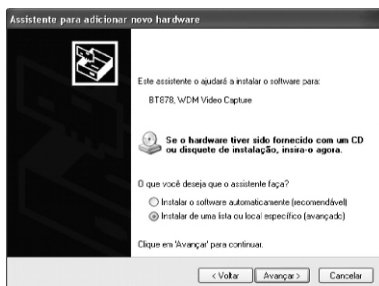 Assistente para adicionar novo hardware
Este assistente o ajudará a instalar o software para:
BT878, WDM Video Capture
Se o hardware tiver sido fornecido com um CD
ou disquete de instalação, insira-o agora.
O que você deseja que o assistente faça?
Instalar o software automaticamente (recomendável)
Instalar de uma lista ou local específico (avançado)
Clique em 'Avançar' para continuar.
< Voltar Avançar > Cancelar